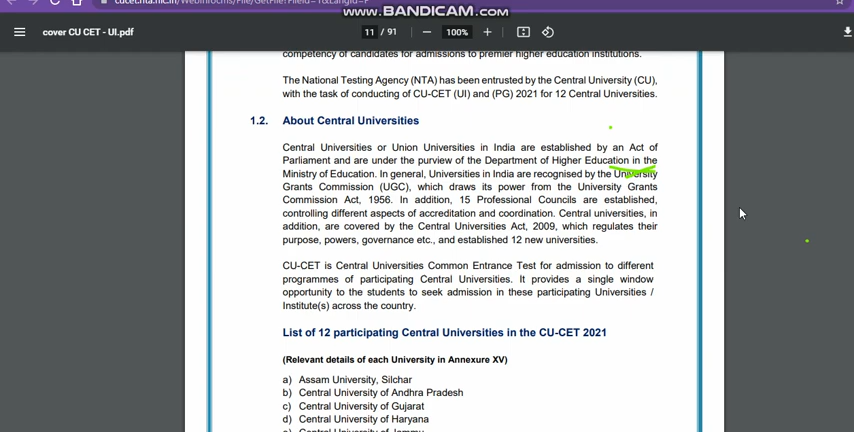 www.BANDICAM.com
cover CU CET - UI.pdf
11 / 91
100%
competency of candidates for admissions to premier higher education institutions.
The National Testing Agency (NTA) has been entrusted by the Central University (CU),
with the task of conducting of CU-CET (UI) and (PG) 2021 for 12 Central Universities.
1.2. About Central Universities
Central Universities or Union Universities in India are established by an Act of
Parliament and are under the purview of the Department of Higher Education in the
Ministry of Education. In general, Universities in India are recognised by the University
Grants Commission (UGC), which draws its power from the University Grants
Commission Act, 1956. In addition, 15 Professional Councils are established,
controlling different aspects of accreditation and coordination. Central universities, in
addition, are covered by the Central Universities Act, 2009, which regulates their
purpose, powers, governance etc., and established 12 new universities.
CU-CET is Central Universities Common Entrance Test for admission to different
programmes of participating Central Universities. It provides a single window
opportunity to the students to seek admission in these participating Universities /
Institute(s) across the country.
List of 12 participating Central Universities in the CU-CET 2021
(Relevant details of each University in Annexure XV)
a) Assam University, Silchar
b) Central University of Andhra Pradesh
c) Central University of Gujarat
d) Central University of Haryana
Central University of Jammu